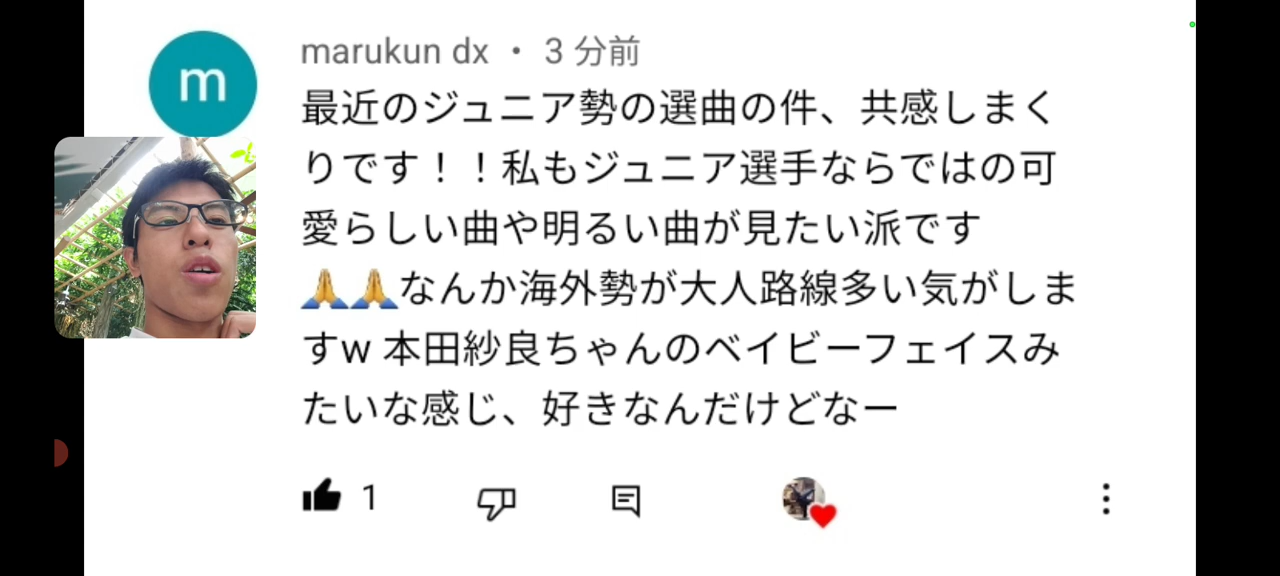 m
marukun dx • 3 分前
最近のジュニア勢の選曲の件、共感しまく
りです！！私もジュニア選手ならではの可
愛らしい曲や明るい曲が見たい派です
🙏🙏なんか海外勢が大人路線多い気がしま
すw 本田紗良ちゃんのベイビーフェイスみ
たいな感じ、好きなんだけどなー
1